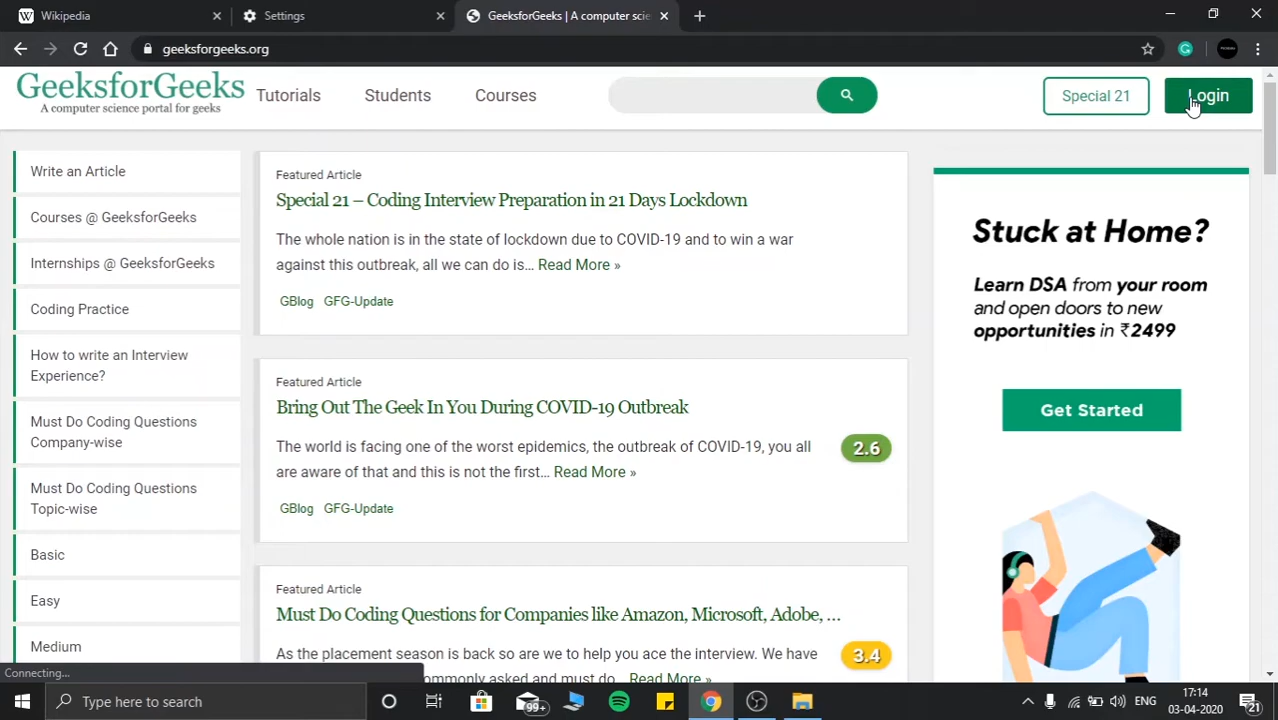 Wikipedia
Settings
GeeksforGeeks | A computer scie
geeksforgeeks.org
GeeksforGeeks
A computer science portal for geeks
Tutorials
Students
Courses
Special 21
Login
Write an Article
Courses @ GeeksforGeeks
Internships @ GeeksforGeeks
Coding Practice
How to write an Interview
Experience?
Must Do Coding Questions
Company-wise
Must Do Coding Questions
Topic-wise
Basic
Easy
Medium
Featured Article
Special 21 – Coding Interview Preparation in 21 Days Lockdown
The whole nation is in the state of lockdown due to COVID-19 and to win a war
against this outbreak, all we can do is... Read More »
GBlog GFG-Update
Featured Article
Bring Out The Geek In You During COVID-19 Outbreak
The world is facing one of the worst epidemics, the outbreak of COVID-19, you all
are aware of that and this is not the first... Read More »
2.6
GBlog GFG-Update
Featured Article
Must Do Coding Questions for Companies like Amazon, Microsoft, Adobe, ...
As the placement season is back so are we to help you ace the interview. We have
commonly asked and must do... Read More »
3.4
Stuck at Home?
Learn DSA from your room
and open doors to new
opportunities in ₹2499
Get Started
Connecting...
Type here to search
99+
ENG
17:14
03-04-2020
21